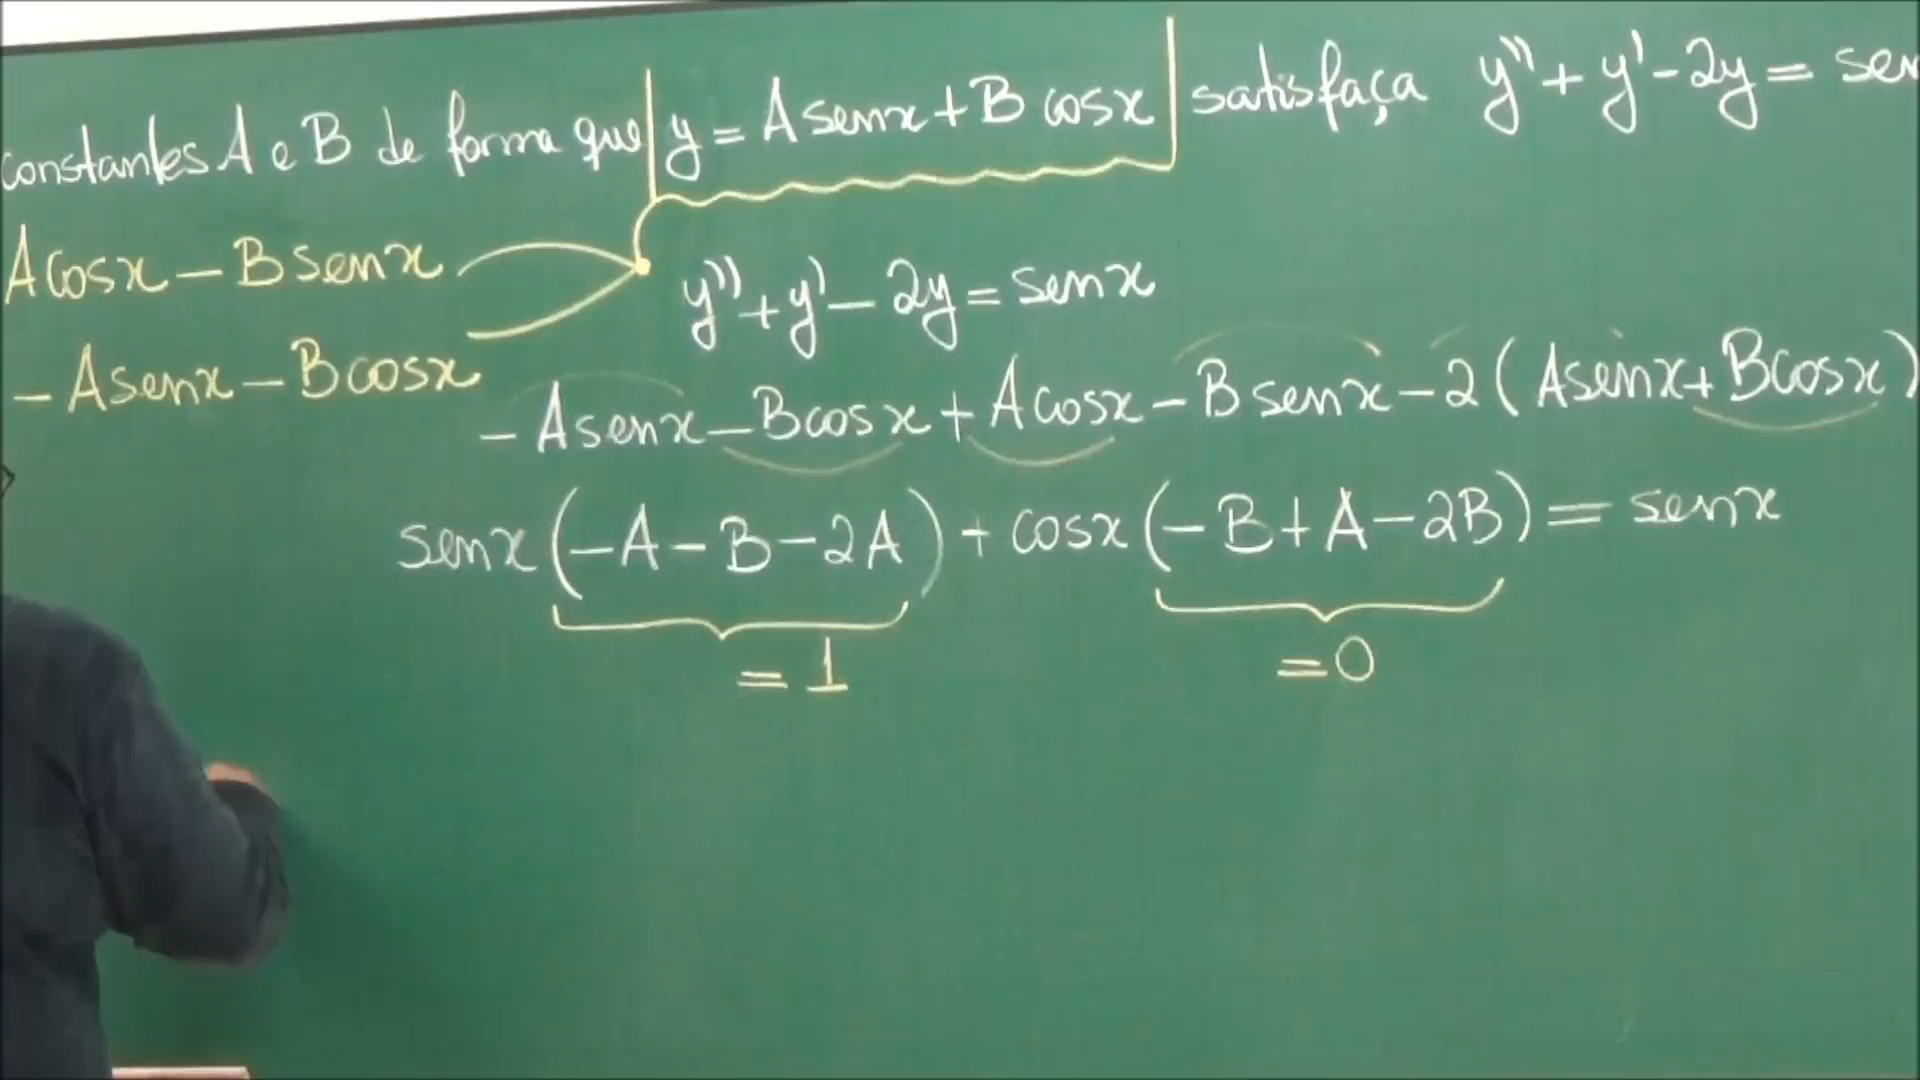 constantes A e B de forma que y = A senx + B cosx satisfaça y'' + y' - 2y = sen
A cosx - B senx
- A senx - B cosx
y'' + y' - 2y = senx
- A senx - B cosx + A cosx - B senx - 2 ( A senx + B cosx )
senx ( - A - B - 2A ) + cosx ( - B + A - 2B ) = senx
= 1 = 0